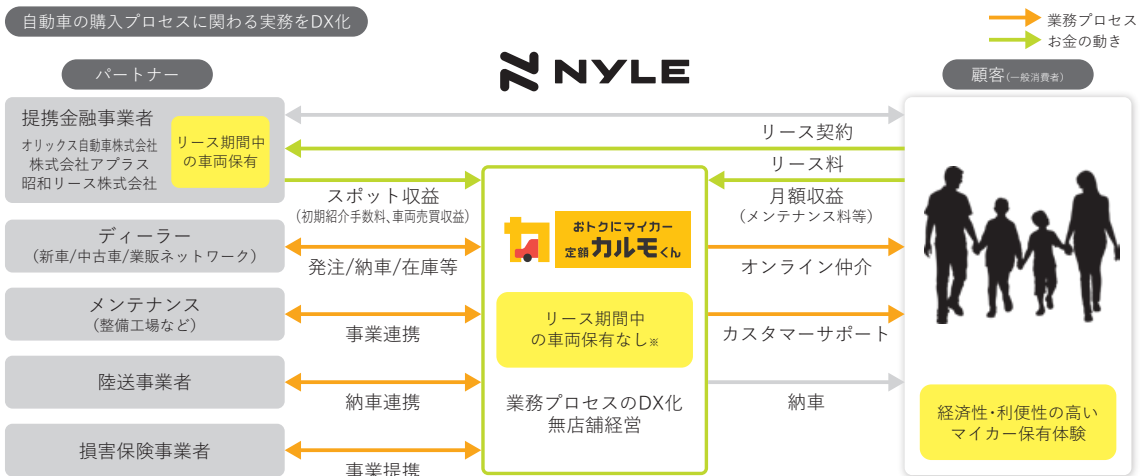 自動車の購入プロセスに関わる実務をDX化
業務プロセス
お金の動き
パートナー
NYLE
顧客(一般消費者)
提携金融事業者
オリックス自動車株式会社
株式会社アプラス
昭和リース株式会社
リース期間中
の車両保有
リース契約
リース料
スポット収益
(初期紹介手数料、車両売買収益)
月額収益
(メンテナンス料等)
ディーラー
(新車/中古車/業販ネットワーク)
発注/納車/在庫等
カ
おトクにマイカー
定額カルモくん
オンライン仲介
メンテナンス
(整備工場など)
事業連携
リース期間中
の車両保有なし※
カスタマーサポート
陸送事業者
納車連携
業務プロセスのDX化
無店舗経営
納車
経済性・利便性の高い
マイカー保有体験
損害保険事業者
事業提携